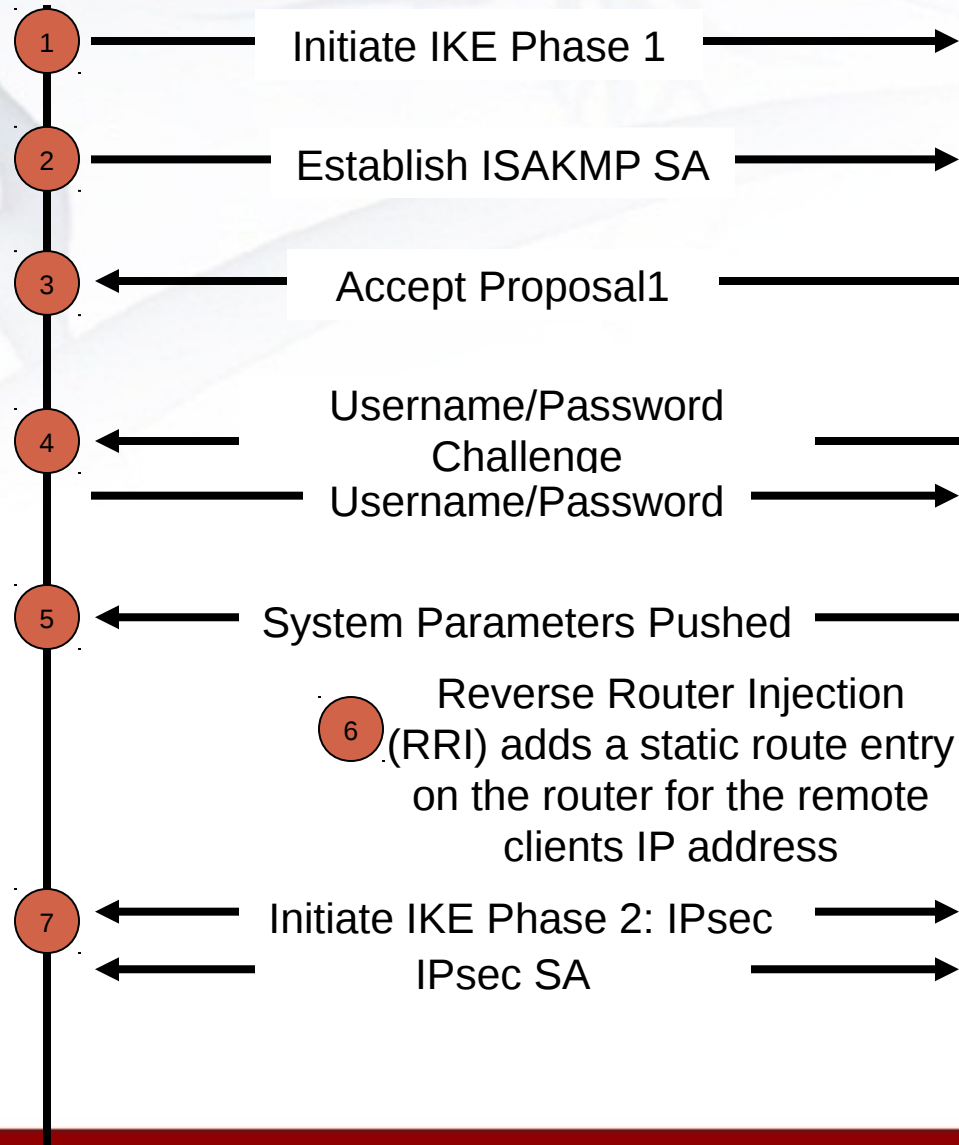 1
Initiate IKE Phase 1
2
Establish ISAKMP SA
3
Accept Proposal1
4
Username/Password
Challenge
Username/Password
5
System Parameters Pushed
6
Reverse Router Injection
(RRI) adds a static route entry
on the router for the remote
clients IP address
7
Initiate IKE Phase 2: IPsec
IPsec SA